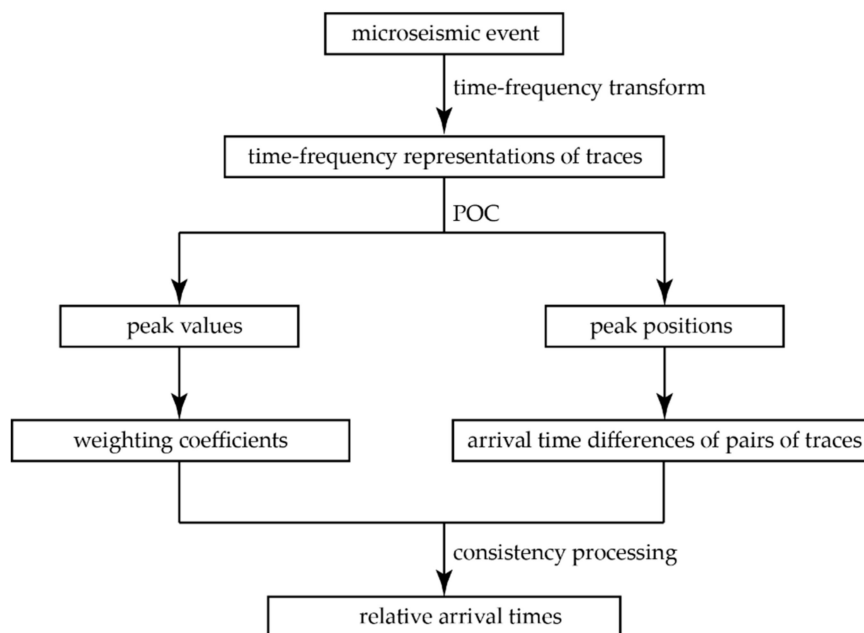 microseismic event
time-frequency transform
time-frequency representations of traces
POC
peak values
peak positions
weighting coefficients
arrival time differences of pairs of traces
consistency processing
relative arrival times